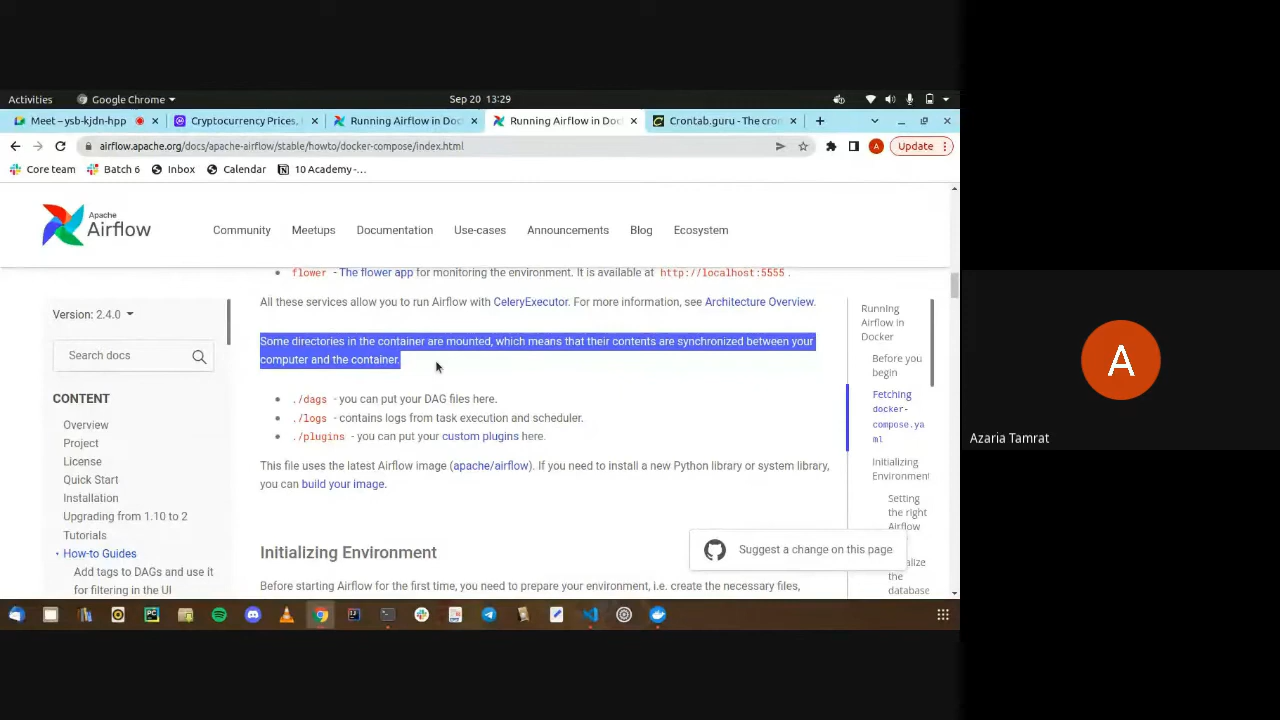 Activities
Google Chrome
Sep 20 13:29
Meet – ysb-kjdn-hpp
Cryptocurrency Prices,
Running Airflow in Doc
Running Airflow in Doc
Crontab.guru - The cron
airflow.apache.org/docs/apache-airflow/stable/howto/docker-compose/index.html
A
Update
Core team
Batch 6
Inbox
Calendar
10 Academy -...
Apache
Airflow
Community
Meetups
Documentation
Use-cases
Announcements
Blog
Ecosystem
flower - The flower app for monitoring the environment. It is available at http://localhost:5555 .
All these services allow you to run Airflow with CeleryExecutor. For more information, see Architecture Overview.
Some directories in the container are mounted, which means that their contents are synchronized between your
computer and the container.
./dags - you can put your DAG files here.
./logs - contains logs from task execution and scheduler.
./plugins - you can put your custom plugins here.
This file uses the latest Airflow image (apache/airflow). If you need to install a new Python library or system library,
you can build your image.
Initializing Environment
Before starting Airflow for the first time, you need to prepare your environment, i.e. create the necessary files,
Version: 2.4.0
Search docs
CONTENT
Overview
Project
License
Quick Start
Installation
Upgrading from 1.10 to 2
Tutorials
How-to Guides
Add tags to DAGs and use it
for filtering in the UI
Running
Airflow in
Docker
Before you
begin
Fetching
docker-
compose.ya
ml
Initializing
Environment
Setting
the right
Airflow
alize
the
database
Suggest a change on this page
A
Azaria Tamrat